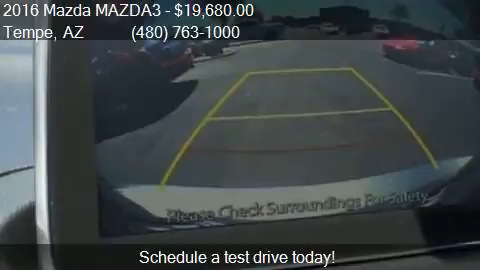 2016 Mazda MAZDA3 - $19,680.00
Tempe, AZ (480) 763-1000
Please Check Surroundings For Safety
Schedule a test drive today!